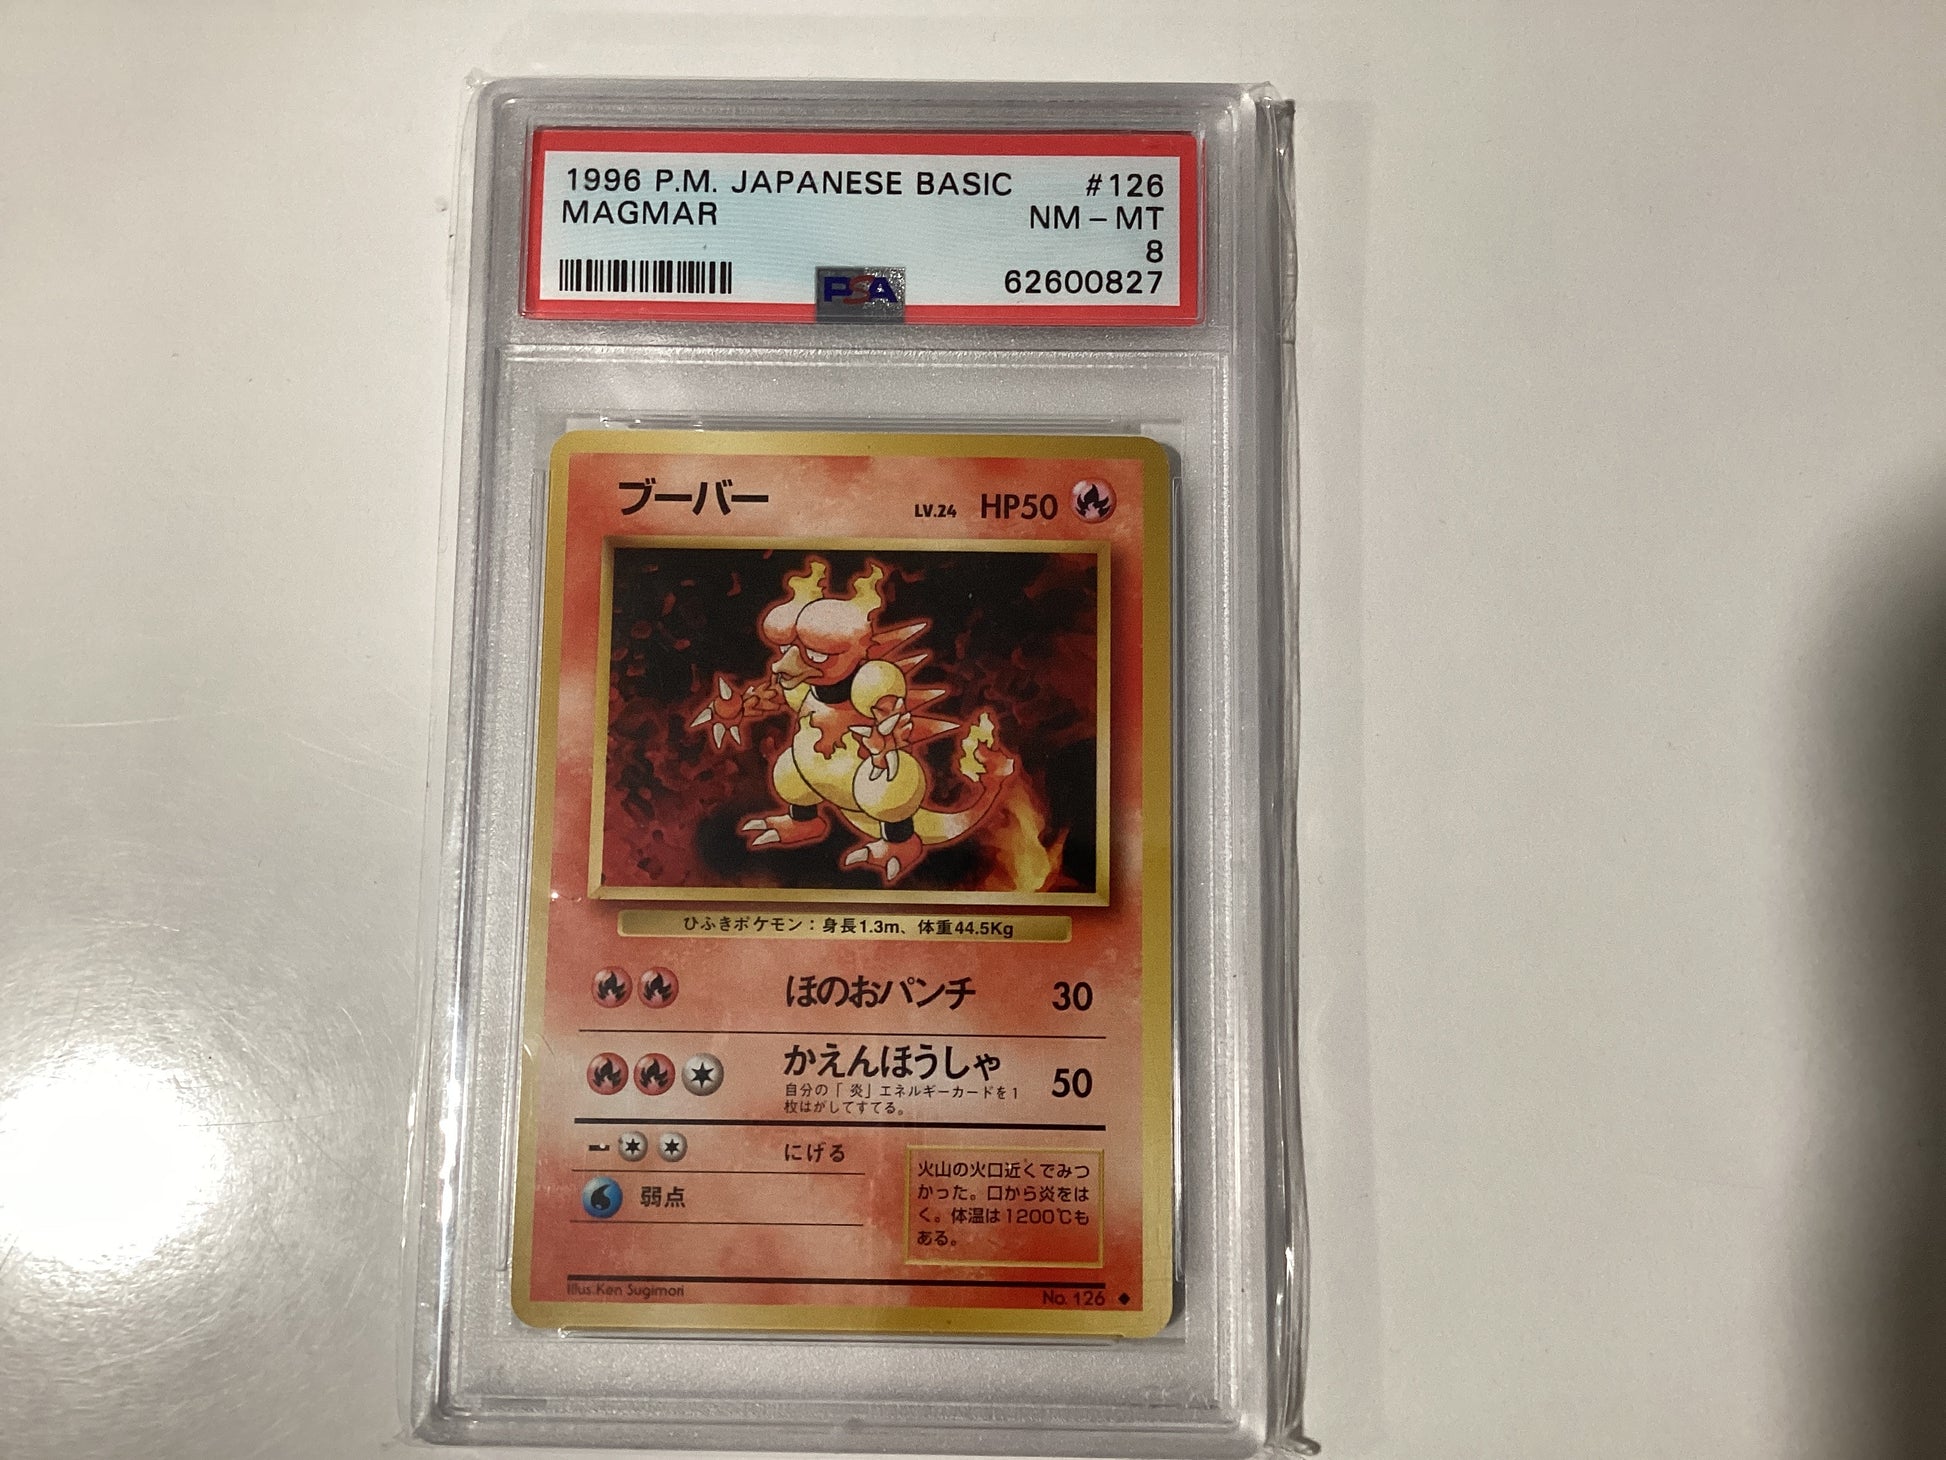 1996 P.M. JAPANESE BASIC #126
MAGMAR NM - MT
8
PSA 62600827
ブーバー LV.24 HP50
ひふきポケモン：身長1.3m、体重44.5Kg
ほのおパンチ 30
かえんほうしゃ 50
自分の「炎」エネルギーカードを1
枚はがしてすてる。
にげる
弱点
火山の火口近くでみつ
かった。口から炎をは
く。体温は1200℃も
ある。
Illus.Ken Sugimori No. 126